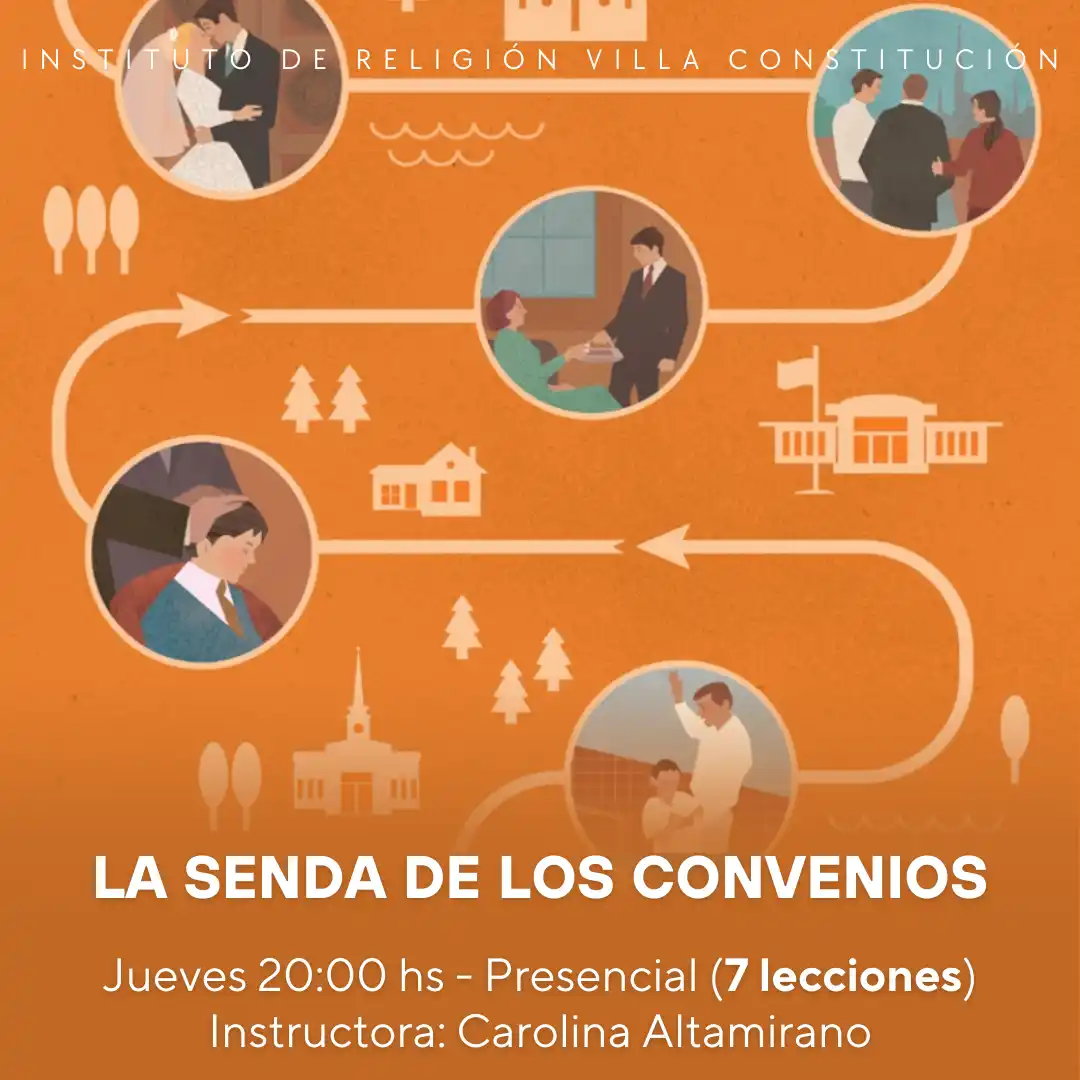 INSTITUTO DE RELIGIÓN VILLA CONSTITUCIÓN
LA SENDA DE LOS CONVENIOS
Jueves 20:00 hs - Presencial (7 lecciones)
Instructora: Carolina Altamirano